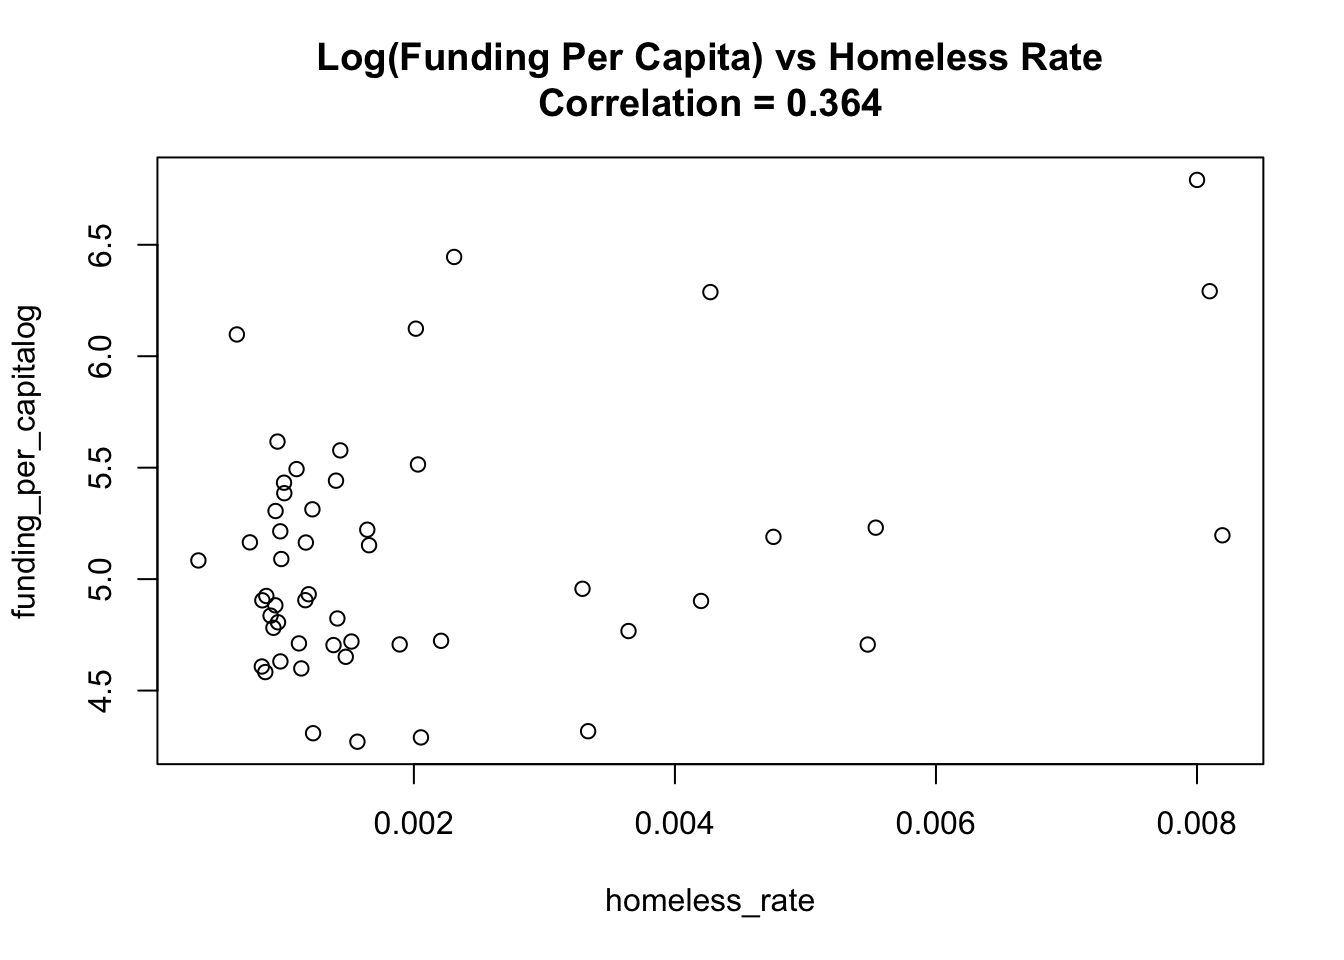 Log(Funding Per Capita) vs Homeless Rate
Correlation = 0.364
funding_per_capitalog
6.5
6.0
5.5
5.0
4.5
0.002 0.004 0.006 0.008
homeless_rate